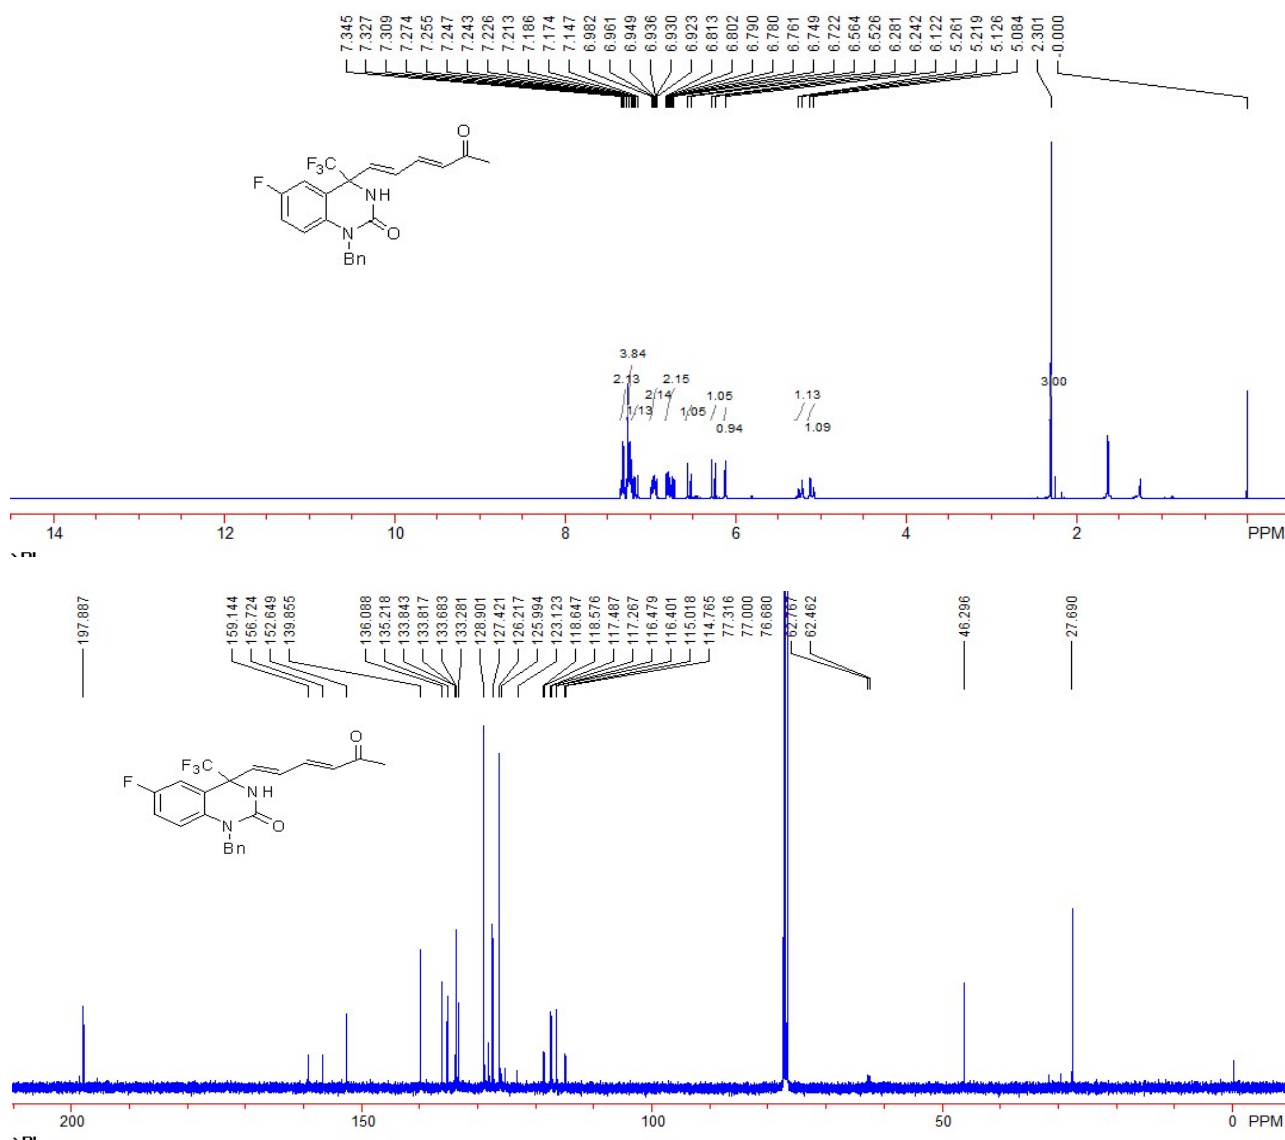 7.345 7.327 7.309 7.274 7.255 7.247 7.243 7.226 7.213 7.186 7.174 7.147 6.982 6.961 6.949 6.936 6.930 6.923 6.813 6.802 6.790 6.780 6.761 6.749 6.722 6.564 6.526 6.281 6.242 6.122 5.261 5.219 5.126 5.084 2.301 -0.000
O
F3C
F
NH
N
O
Bn
3.84
2.13 2.15
2.14 1.13 3.00
1.13 1.05 1.05
0.94 1.09
14 12 10 8 6 4 2 PPM
197.887 159.144 156.724 152.649 139.855 136.088 135.218 133.843 133.817 133.683 133.281 128.901 127.421 126.217 125.994 123.123 118.647 118.576 117.487 117.267 116.479 116.401 115.018 114.765 77.316 77.000 76.680 62.767 62.462 46.296 27.690
O
F3C
F
NH
N
O
Bn
200 150 100 50 0 PPM